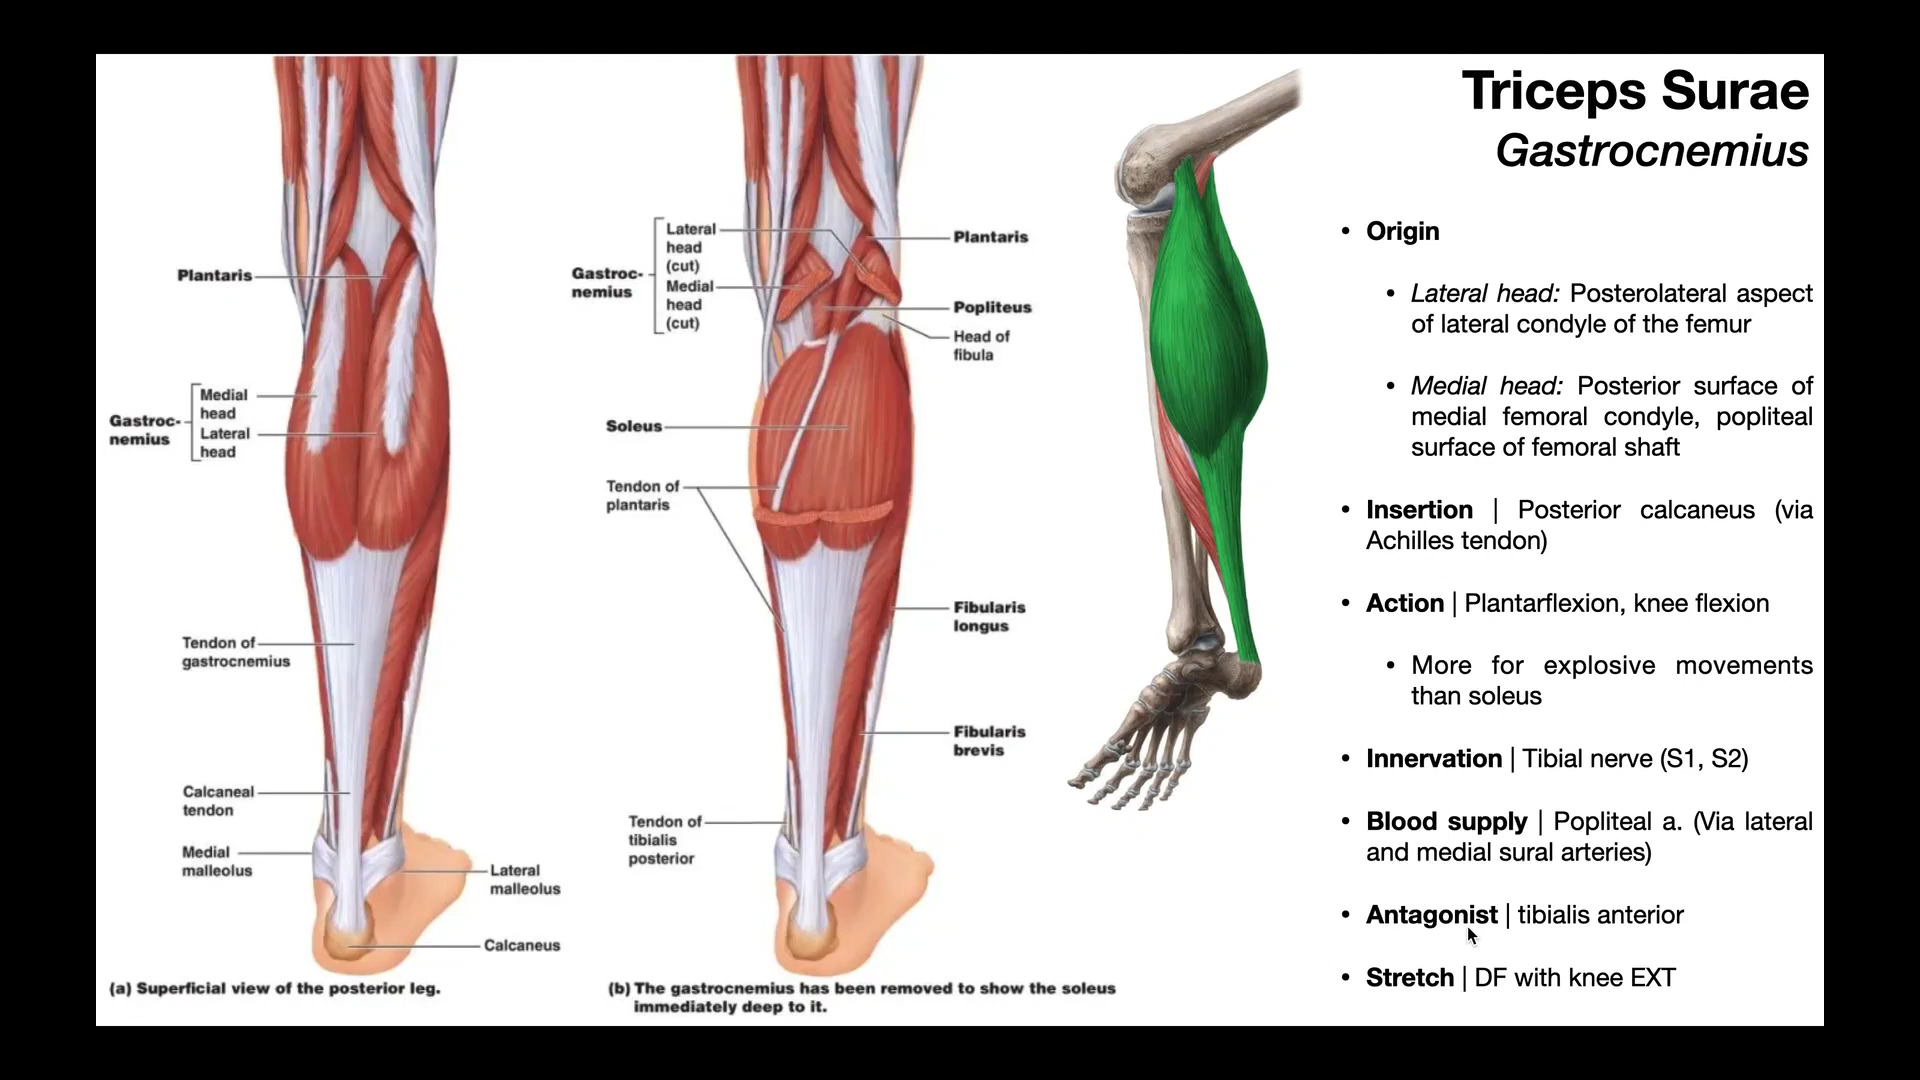 Triceps Surae
Gastrocnemius
Plantaris
Gastroc-
nemius
Medial
head
Lateral
head
Tendon of
gastrocnemius
Calcaneal
tendon
Medial
malleolus
Lateral
malleolus
Calcaneus
(a) Superficial view of the posterior leg.
Gastroc-
nemius
Lateral
head
(cut)
Medial
head
(cut)
Plantaris
Popliteus
Head of
fibula
Soleus
Tendon of
plantaris
Fibularis
longus
Fibularis
brevis
Tendon of
tibialis
posterior
(b) The gastrocnemius has been removed to show the soleus
immediately deep to it.
• Origin
• Lateral head: Posterolateral aspect
of lateral condyle of the femur
• Medial head: Posterior surface of
medial femoral condyle, popliteal
surface of femoral shaft
• Insertion | Posterior calcaneus (via
Achilles tendon)
• Action | Plantarflexion, knee flexion
• More for explosive movements
than soleus
• Innervation | Tibial nerve (S1, S2)
• Blood supply | Popliteal a. (Via lateral
and medial sural arteries)
• Antagonist | tibialis anterior
• Stretch | DF with knee EXT